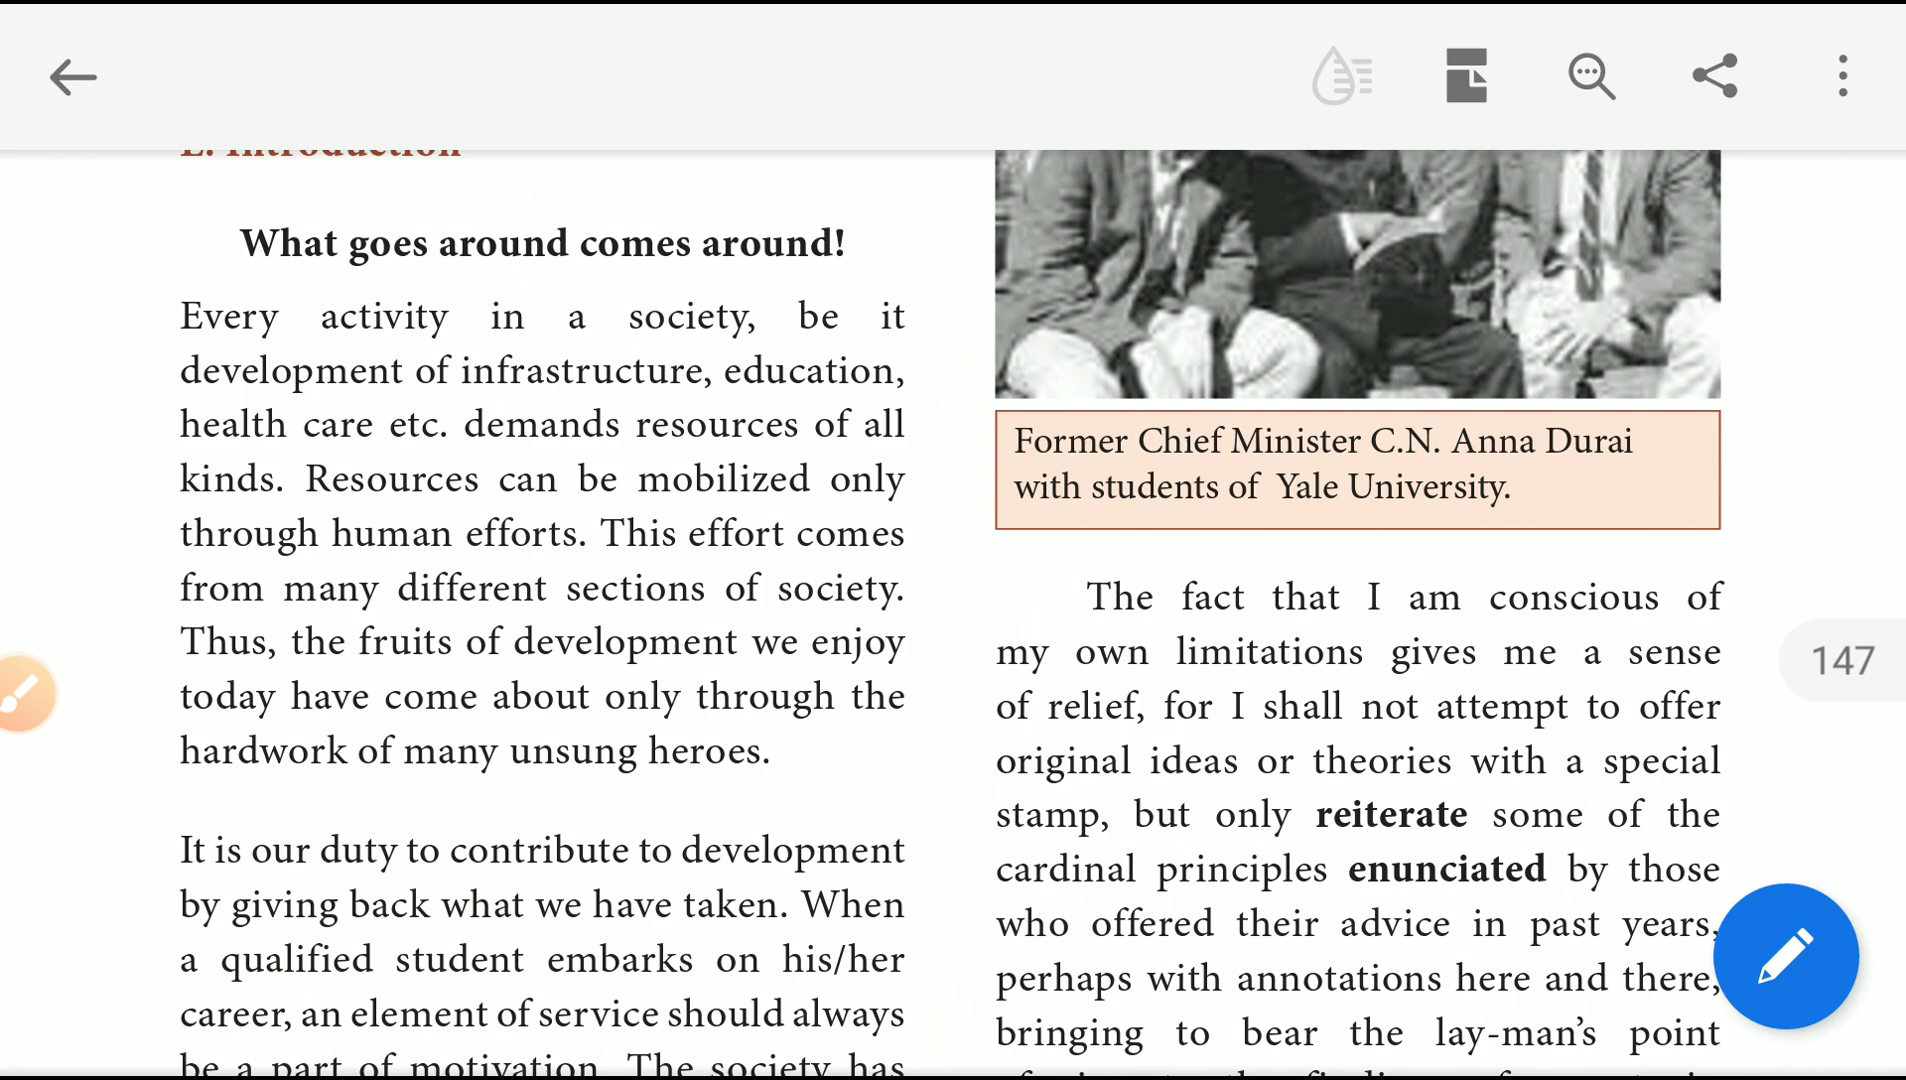 E. Introduction
What goes around comes around!
Every activity in a society, be it
development of infrastructure, education,
health care etc. demands resources of all
kinds. Resources can be mobilized only
through human efforts. This effort comes
from many different sections of society.
Thus, the fruits of development we enjoy
today have come about only through the
hardwork of many unsung heroes.
It is our duty to contribute to development
by giving back what we have taken. When
a qualified student embarks on his/her
career, an element of service should always
be a part of motivation. The society has
Former Chief Minister C.N. Anna Durai
with students of Yale University.
The fact that I am conscious of
my own limitations gives me a sense
of relief, for I shall not attempt to offer
original ideas or theories with a special
stamp, but only reiterate some of the
cardinal principles enunciated by those
who offered their advice in past years,
perhaps with annotations here and there,
bringing to bear the lay-man's point
147